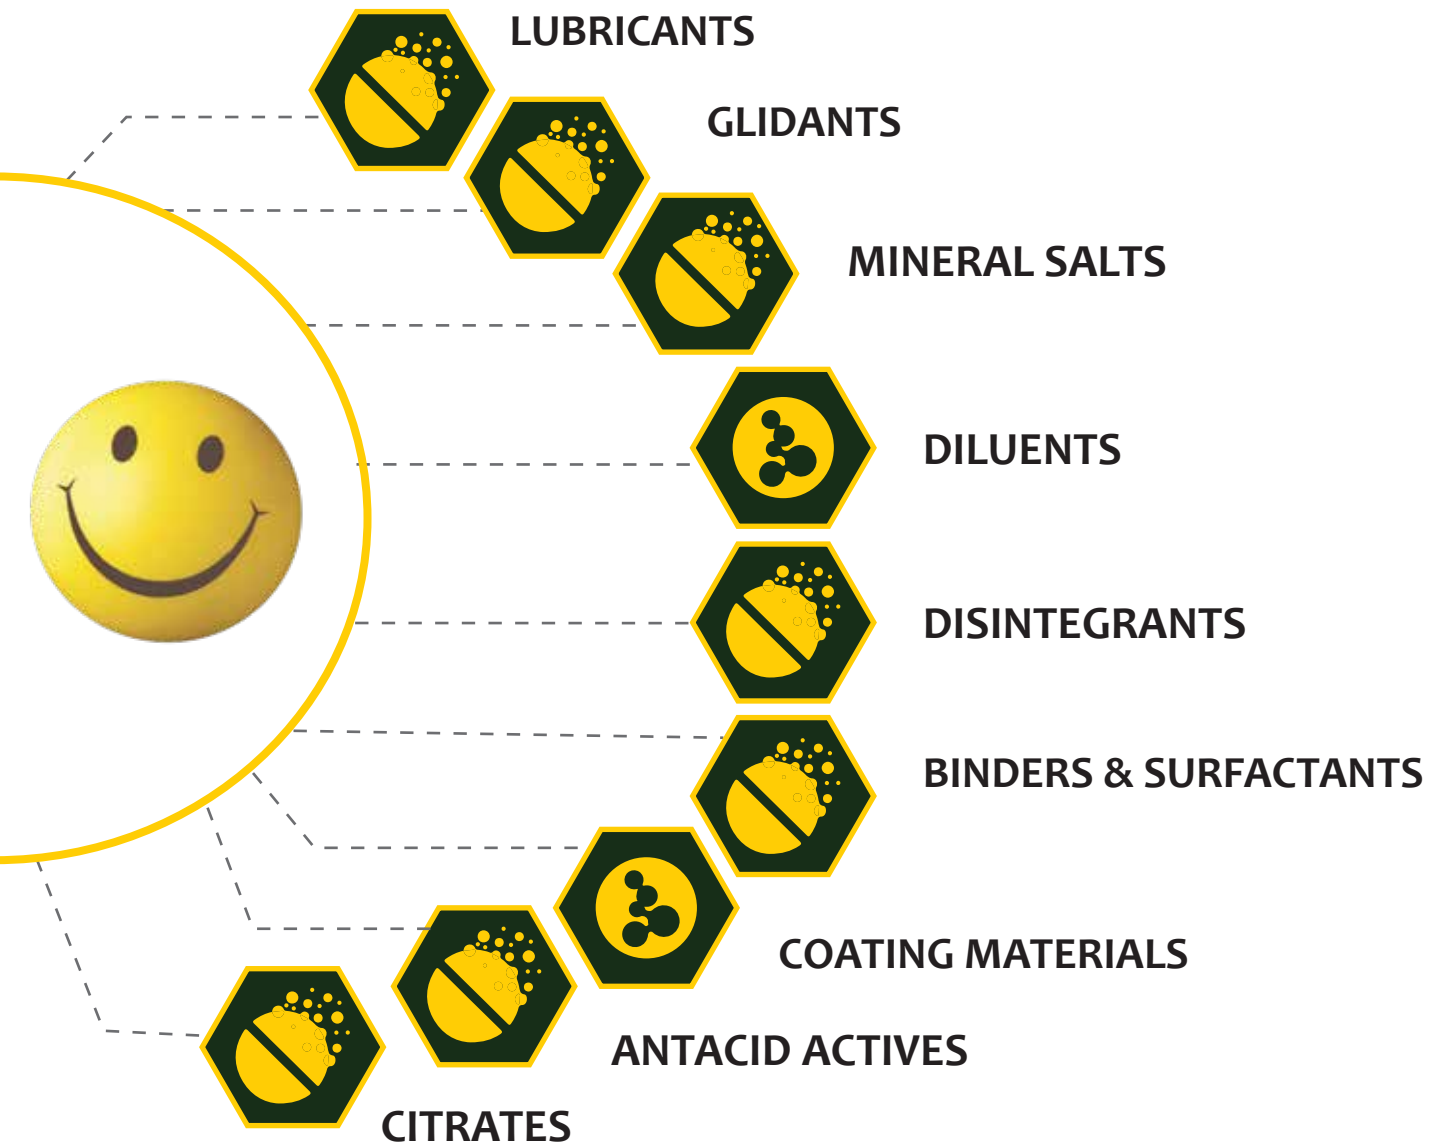 LUBRICANTS
GLIDANTS
MINERAL SALTS
DILUENTS
DISINTEGRANTS
BINDERS & SURFACTANTS
COATING MATERIALS
ANTACID ACTIVES
CITRATES